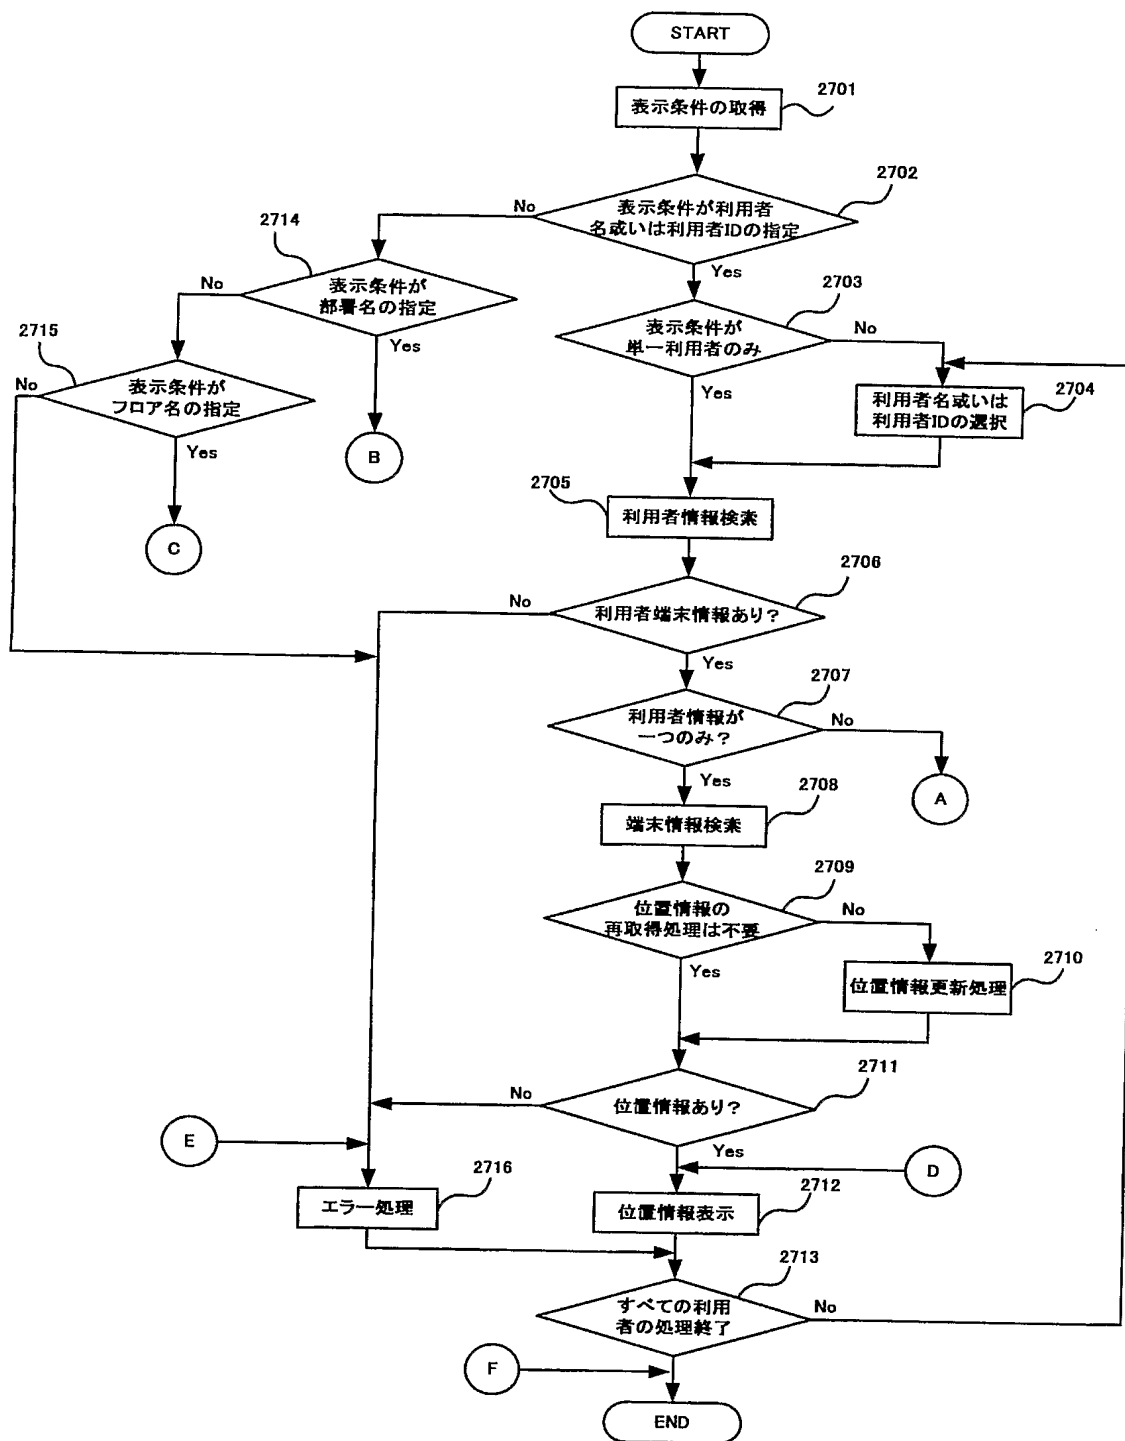 START
表示条件の取得
2701
2702
表示条件が利用者
名或いは利用者IDの指定
No
Yes
2714
表示条件が
部署名の指定
No
Yes
2703
表示条件が
単一利用者のみ
No
Yes
2715
表示条件が
フロア名の指定
No
Yes
利用者名或いは
利用者IDの選択
2704
B
C
2705
利用者情報検索
2706
利用者端末情報あり?
No
Yes
2707
利用者情報が
一つのみ?
No
Yes
A
2708
端末情報検索
2709
位置情報の
再取得処理は不要
No
Yes
2710
位置情報更新処理
2711
位置情報あり?
No
Yes
E
D
2716
エラー処理
2712
位置情報表示
2713
すべての利用
者の処理終了
No
F
END